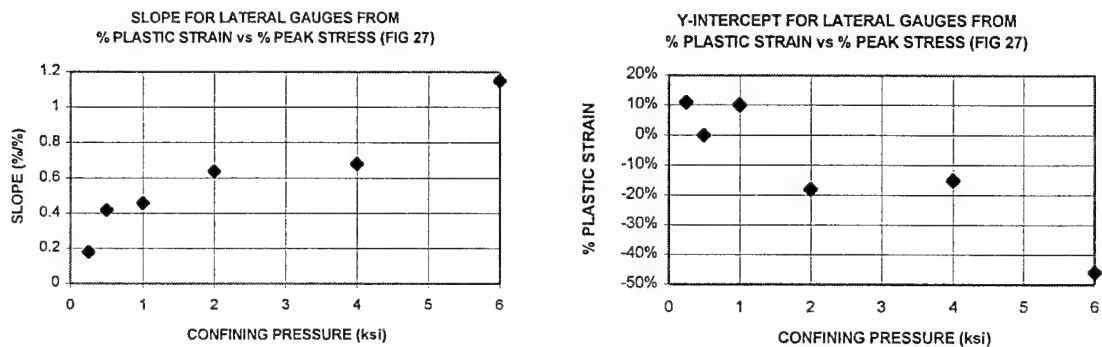 SLOPE FOR LATERAL GAUGES FROM
% PLASTIC STRAIN vs % PEAK STRESS (FIG 27)
1.2
1
0.8
0.6
0.4
0.2
0
SLOPE (%/%)
0 1 2 3 4 5 6
CONFINING PRESSURE (ksi)
Y-INTERCEPT FOR LATERAL GAUGES FROM
% PLASTIC STRAIN vs % PEAK STRESS (FIG 27)
20%
10%
0%
-10%
-20%
-30%
-40%
-50%
% PLASTIC STRAIN
0 1 2 3 4 5 6
CONFINING PRESSURE (ksi)